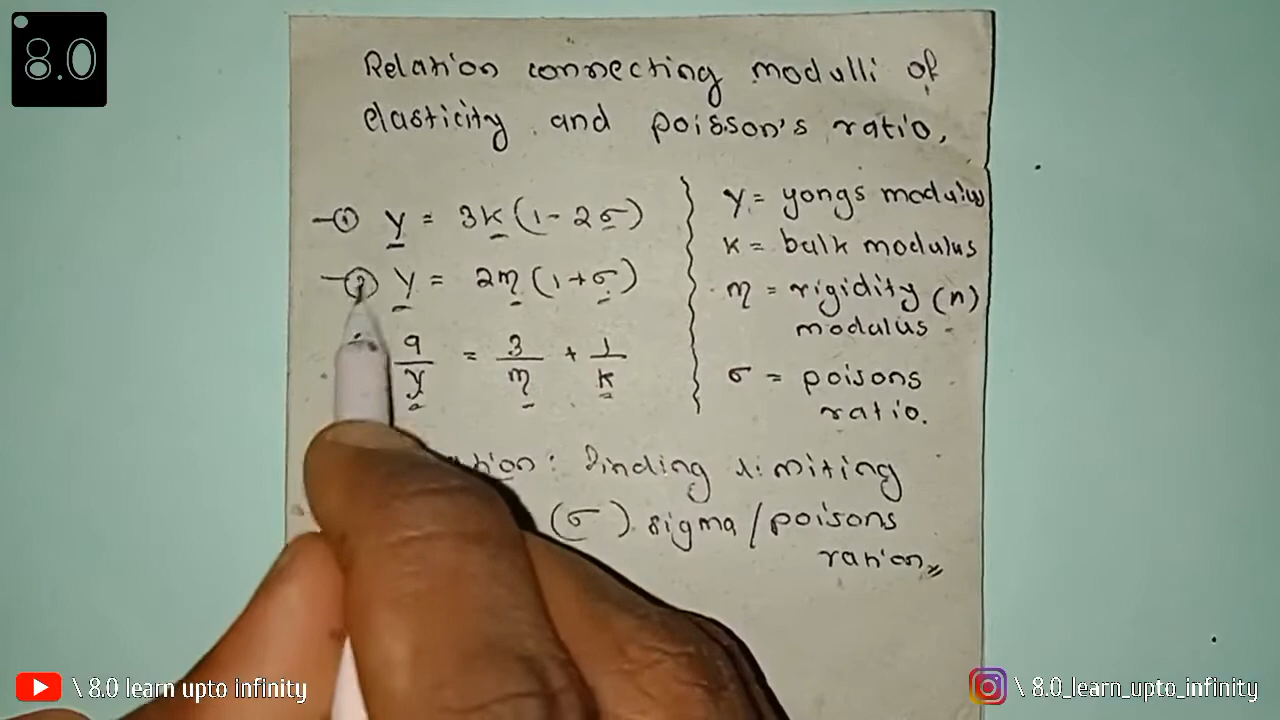 8.0
Relation connecting modulli of
elasticity and poisson's ratio,
① y = 3k(1-2σ)
y = 2η(1+σ)
9/y = 3/η + 1/k
y = yongs modulus
k = bulk modulus
η = rigidity (n)
modulus
σ = poisons
ratio.
: finding limiting
(σ) sigma/poisons
ration
\ 8.0 learn upto infinity
\ 8.0_learn_upto_infinity